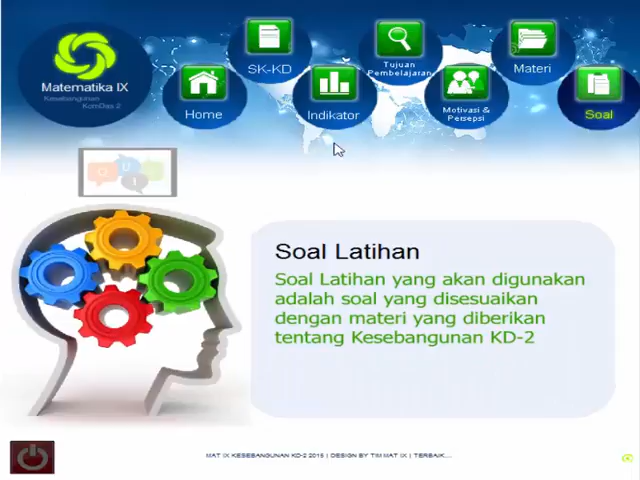 Matematika IX
Kesebangunan
KomDas 2
Home
SK-KD
Indikator
Tujuan
Pembelajaran
Motivasi &
Persepsi
Materi
Soal
QUI
Soal Latihan
Soal Latihan yang akan digunakan
adalah soal yang disesuaikan
dengan materi yang diberikan
tentang Kesebangunan KD-2
MAT IX KESEBANGUNAN KD-2 2015 | DESIGN BY TIM MAT IX | TERBAIK....